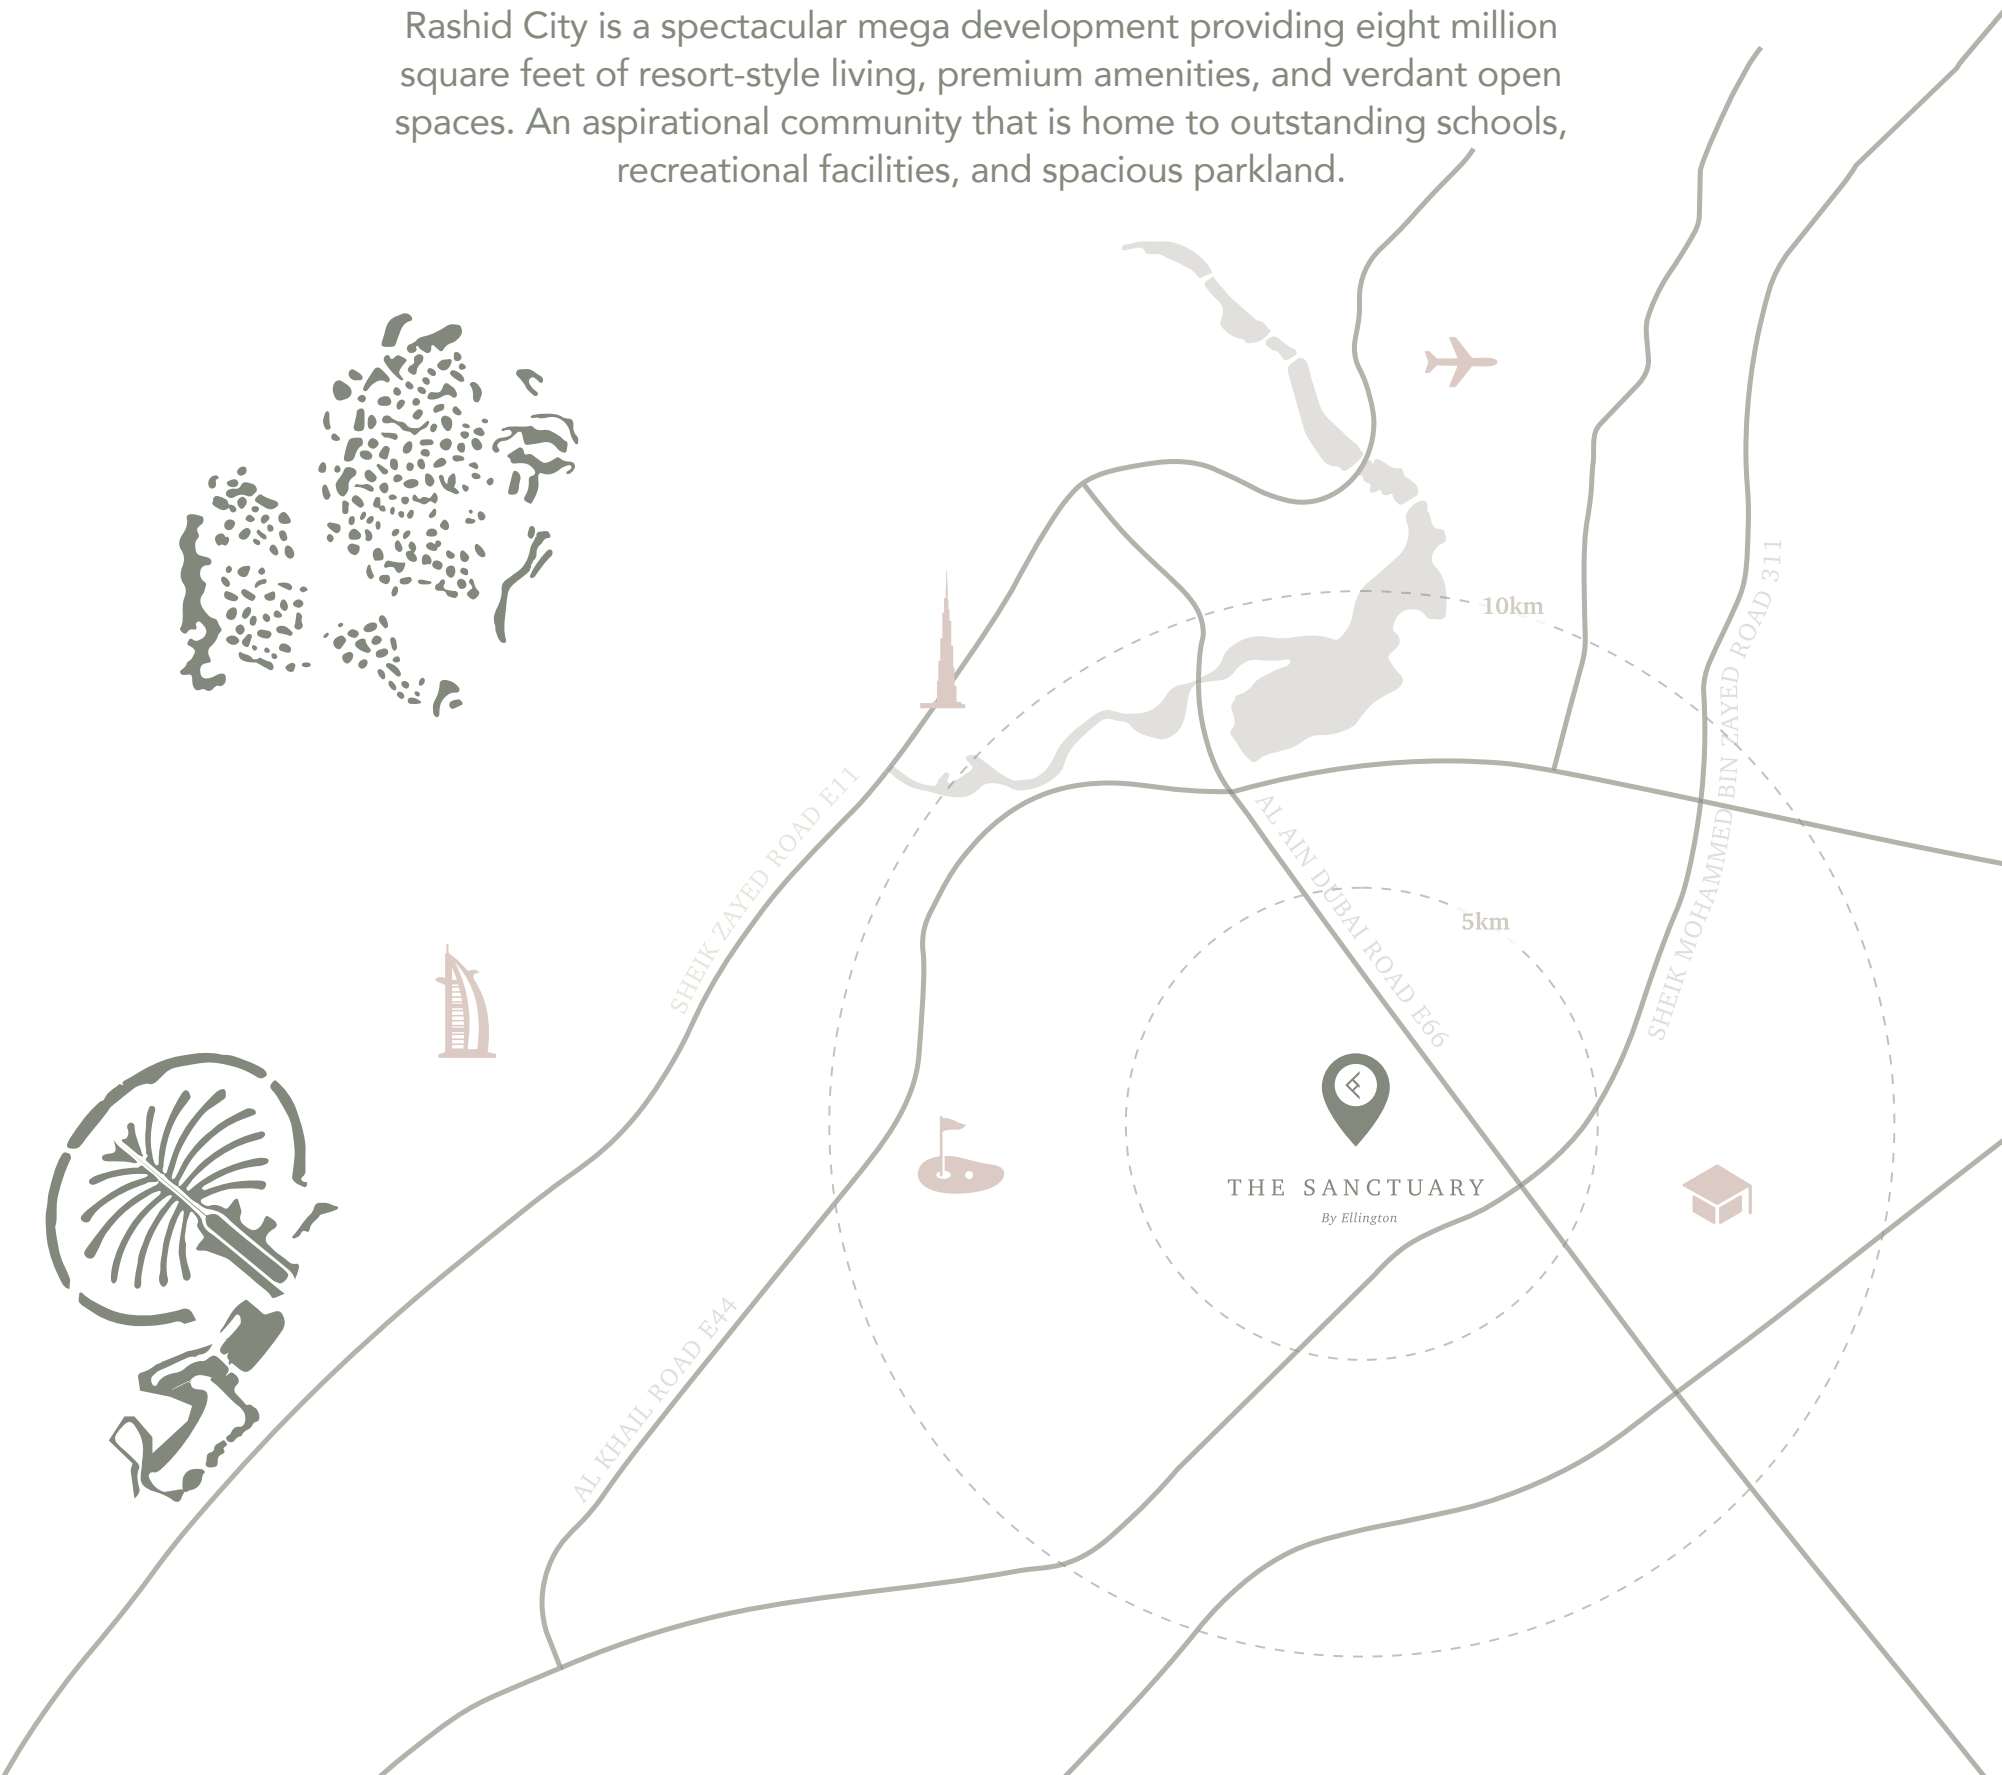 Rashid City is a spectacular mega development providing eight million
square feet of resort-style living, premium amenities, and verdant open
spaces. An aspirational community that is home to outstanding schools,
recreational facilities, and spacious parkland.
10km
SHEIK MOHAMMED BIN ZAYED ROAD 311
SHEIK ZAYED ROAD E11
AL AIN DUBAI ROAD E66
5km
THE SANCTUARY
By Ellington
AL KHAIL ROAD E44